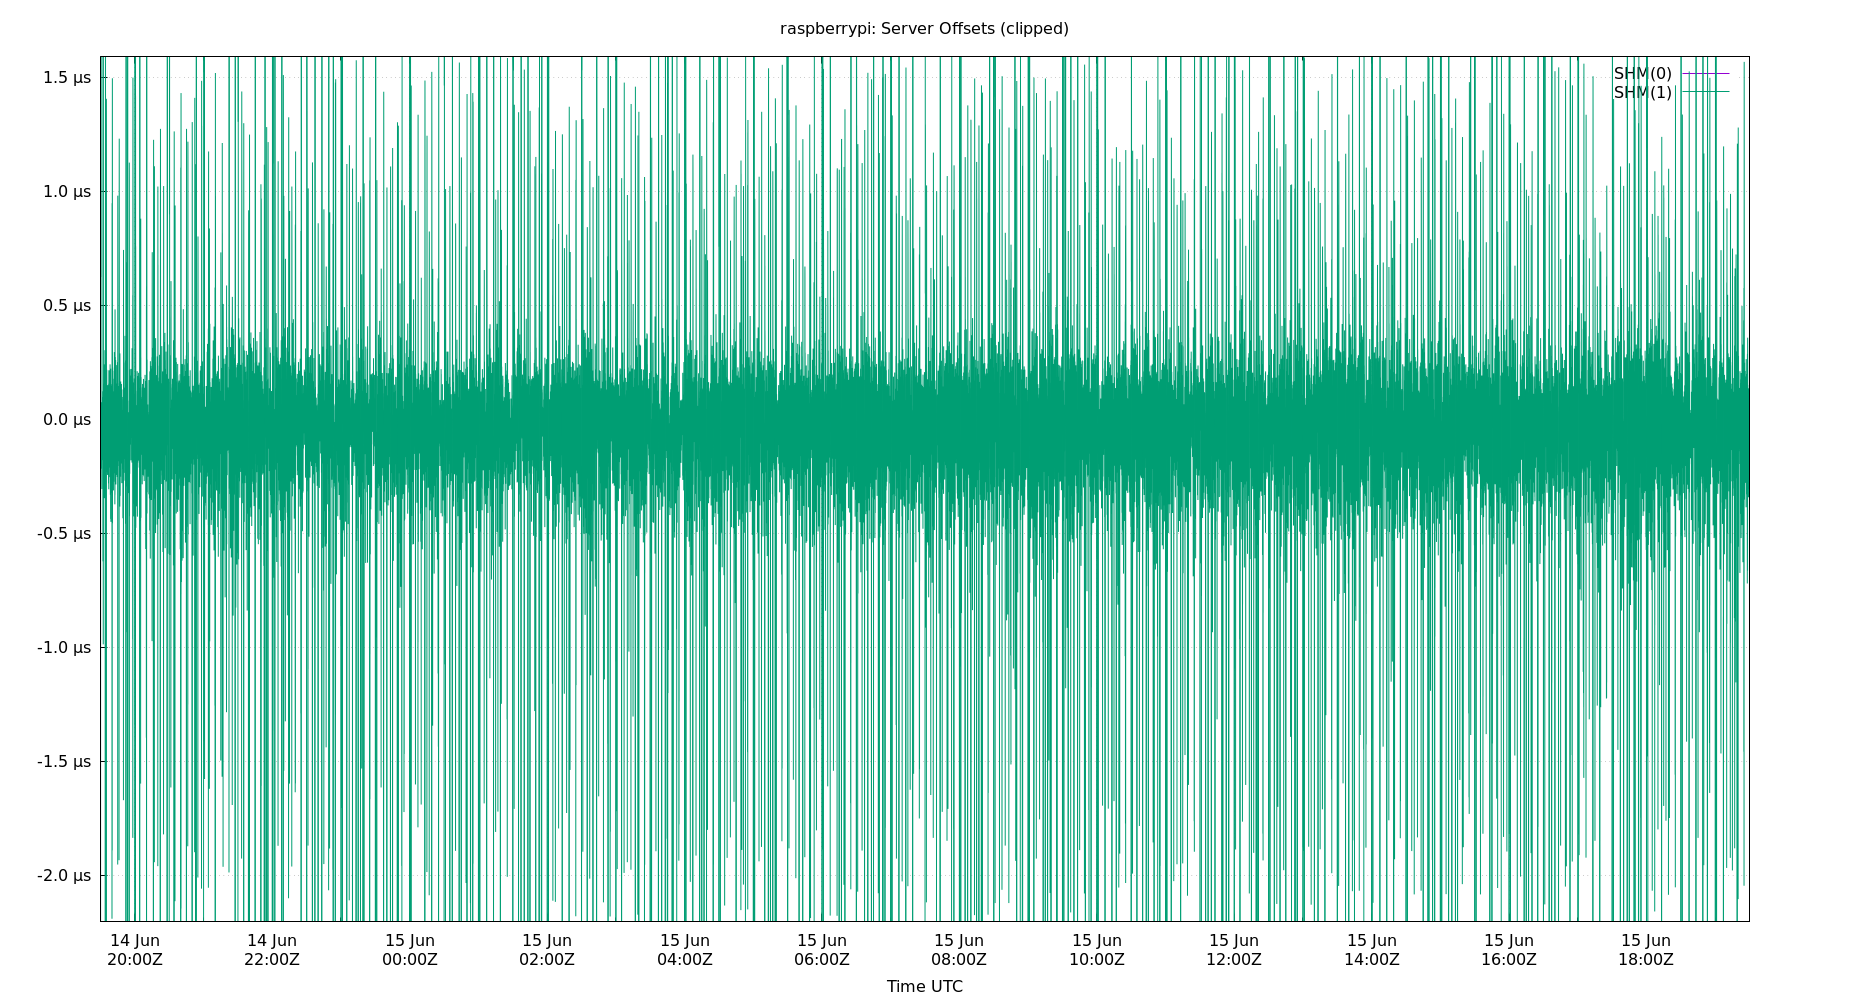 raspberrypi: Server Offsets (clipped)
SHM(0)
SHM(1)
1.5 µs
1.0 µs
0.5 µs
0.0 µs
-0.5 µs
-1.0 µs
-1.5 µs
-2.0 µs
14 Jun 14 Jun 15 Jun 15 Jun 15 Jun 15 Jun 15 Jun 15 Jun 15 Jun 15 Jun 15 Jun 15 Jun
20:00Z 22:00Z 00:00Z 02:00Z 04:00Z 06:00Z 08:00Z 10:00Z 12:00Z 14:00Z 16:00Z 18:00Z
Time UTC